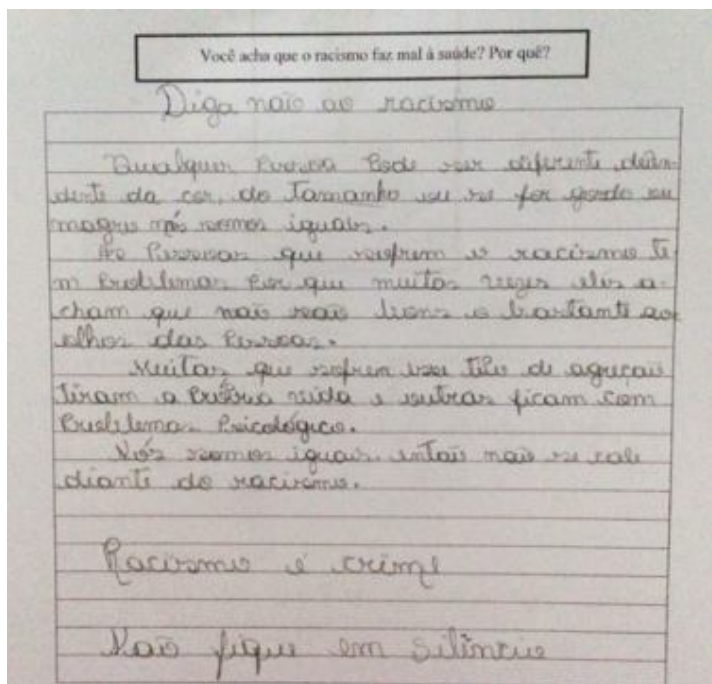 Você acha que o racismo faz mal à saúde? Por quê?
Diga não ao racismo
Qualquer Pessoa Pode ser diferente
dente da cor, do Tamanho ou se for gordo ou
magro nós somos iguais.
As Pessoas que sofrem o racismo te
m Problemas Por que muitas vezes eles a-
cham que não são bons o bastante aos
olhos das Pessoas.
Muitas que sofrem esse tipo de agreção
tiram a Própria vida e outras ficam com
Problemas Psicológico.
Nós somos iguais. então não se cale
diante do racismo.
Racismo é crime
Não fique em silêncio